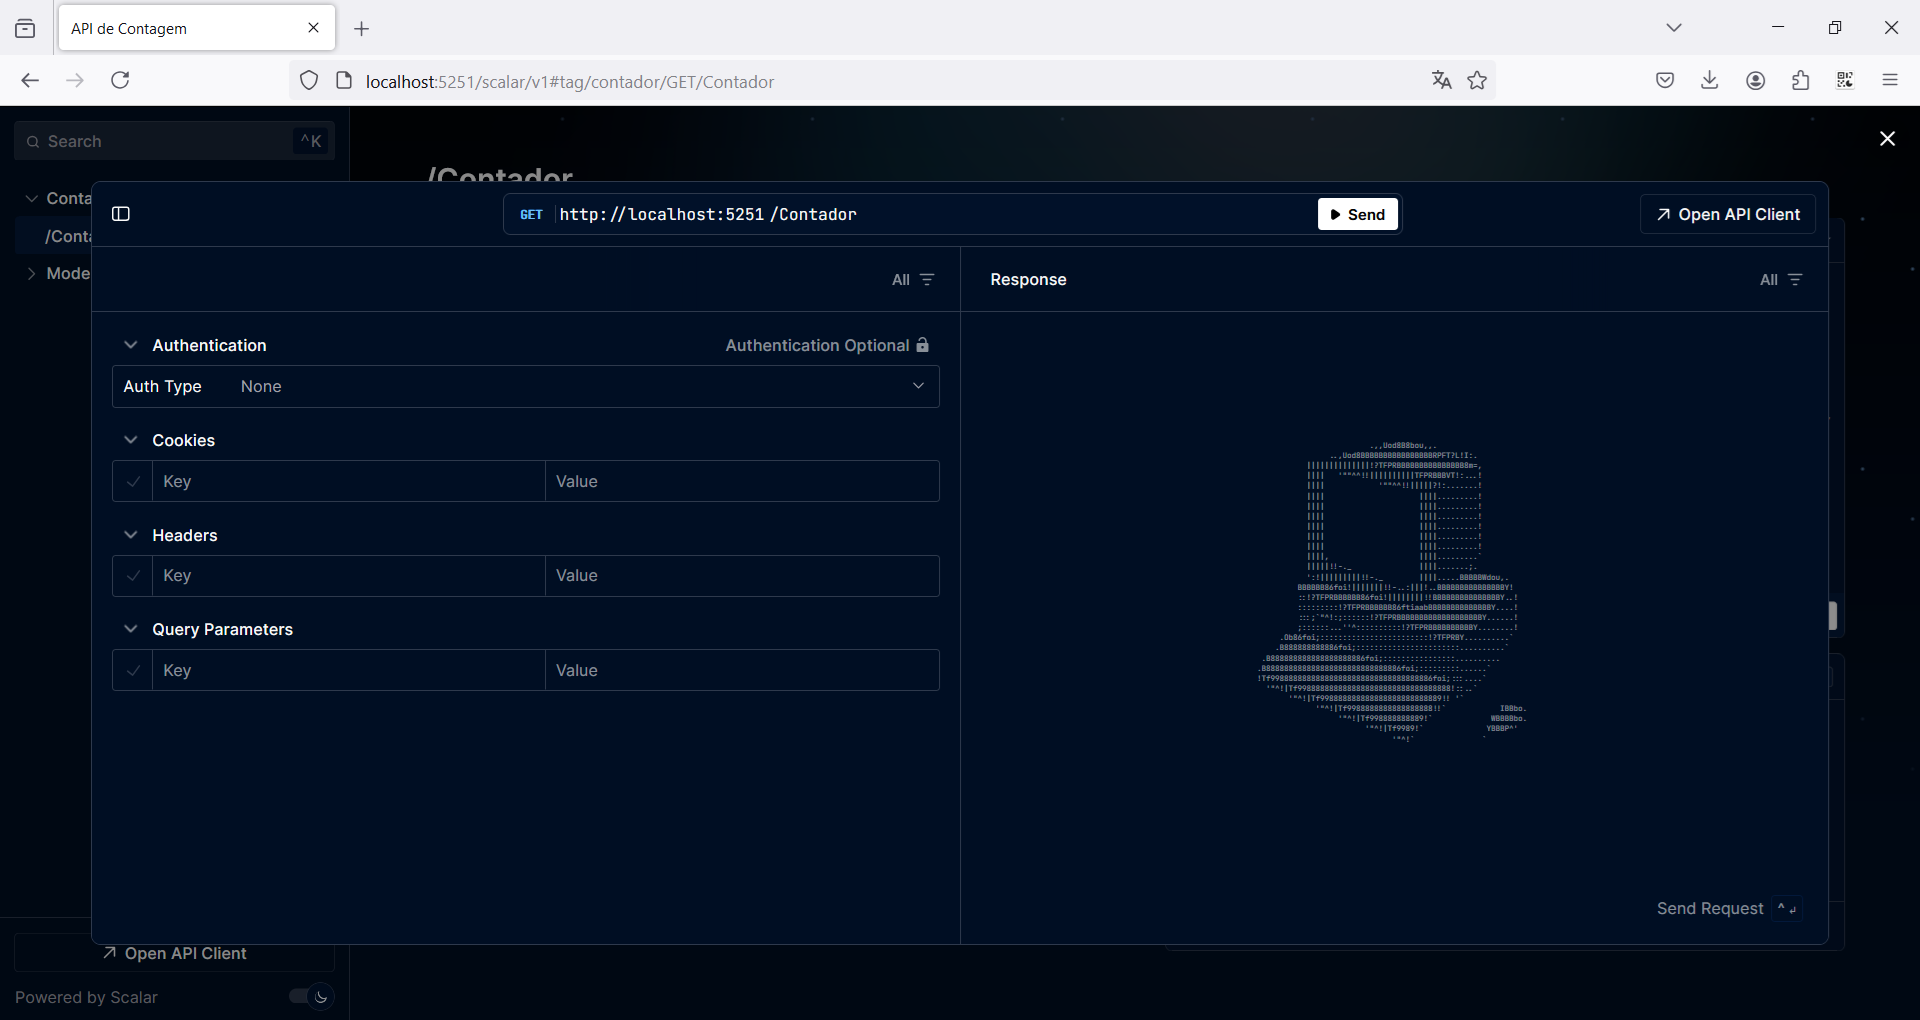 API de Contagem
localhost:5251/scalar/v1#tag/contador/GET/Contador
Search ^K
/Contador
Conta
/Conta
Mode
GET http://localhost:5251 /Contador Send
Open API Client
All
Response All
Authentication Authentication Optional
Auth Type None
Cookies
Key Value
Headers
Key Value
Query Parameters
Key Value
Send Request ^
Open API Client
Powered by Scalar